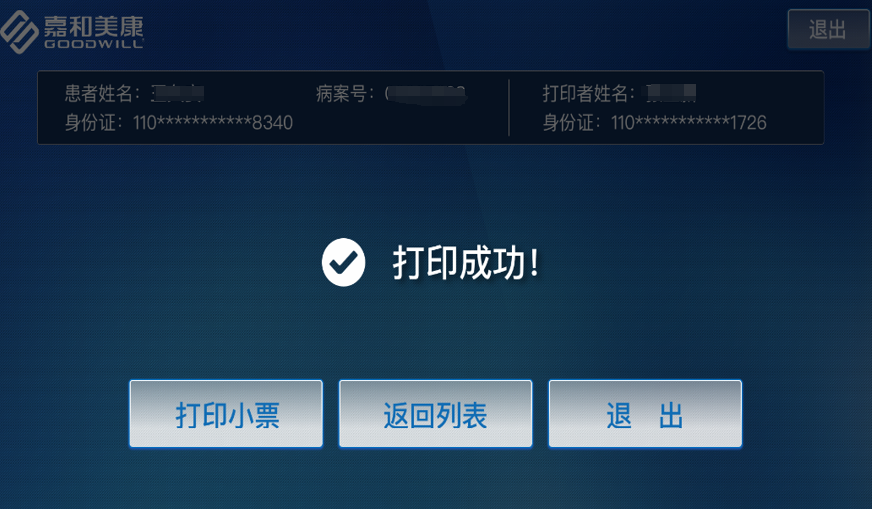 嘉和美康
GOODWILL
退出
患者姓名：
病案号：
打印者姓名：
身份证：110***********8340
身份证：110***********1726
打印成功！
打印小票
返回列表
退 出